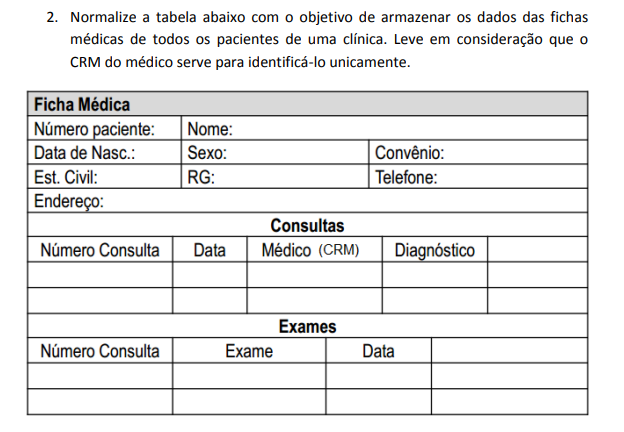 2. Normalize a tabela abaixo com o objetivo de armazenar os dados das fichas
médicas de todos os pacientes de uma clínica. Leve em consideração que o
CRM do médico serve para identificá-lo unicamente.
Ficha Médica
Número paciente: Nome:
Data de Nasc.: Sexo: Convênio:
Est. Civil: RG: Telefone:
Endereço:
Consultas
Número Consulta Data Médico (CRM) Diagnóstico
Exames
Número Consulta Exame Data